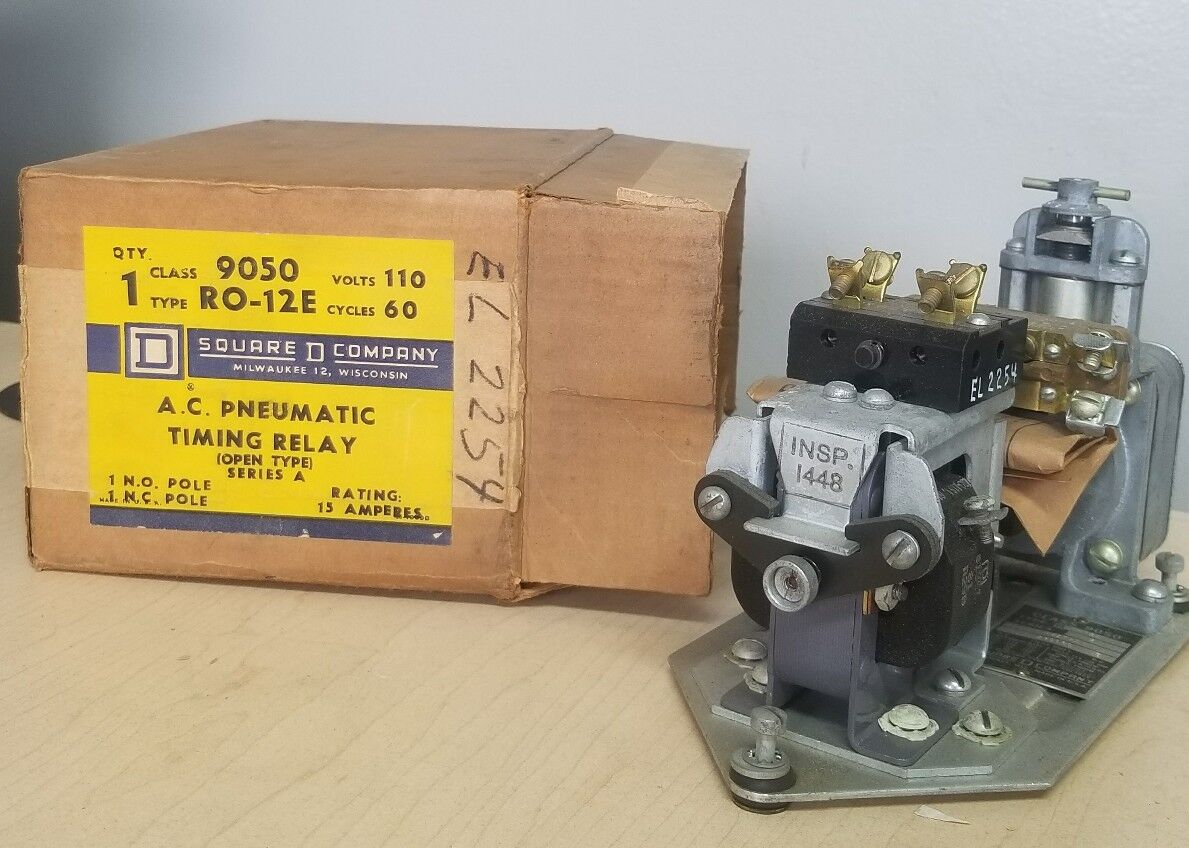 QTY.
1 CLASS 9050 VOLTS 110
TYPE RO-12E CYCLES 60
D SQUARE D COMPANY
MILWAUKEE 12, WISCONSIN
®
A.C. PNEUMATIC
TIMING RELAY
(OPEN TYPE)
SERIES A
1 N.O. POLE
1 N.C. POLE
RATING:
15 AMPERES
EL 2254
EL 2254
INSP.
1448